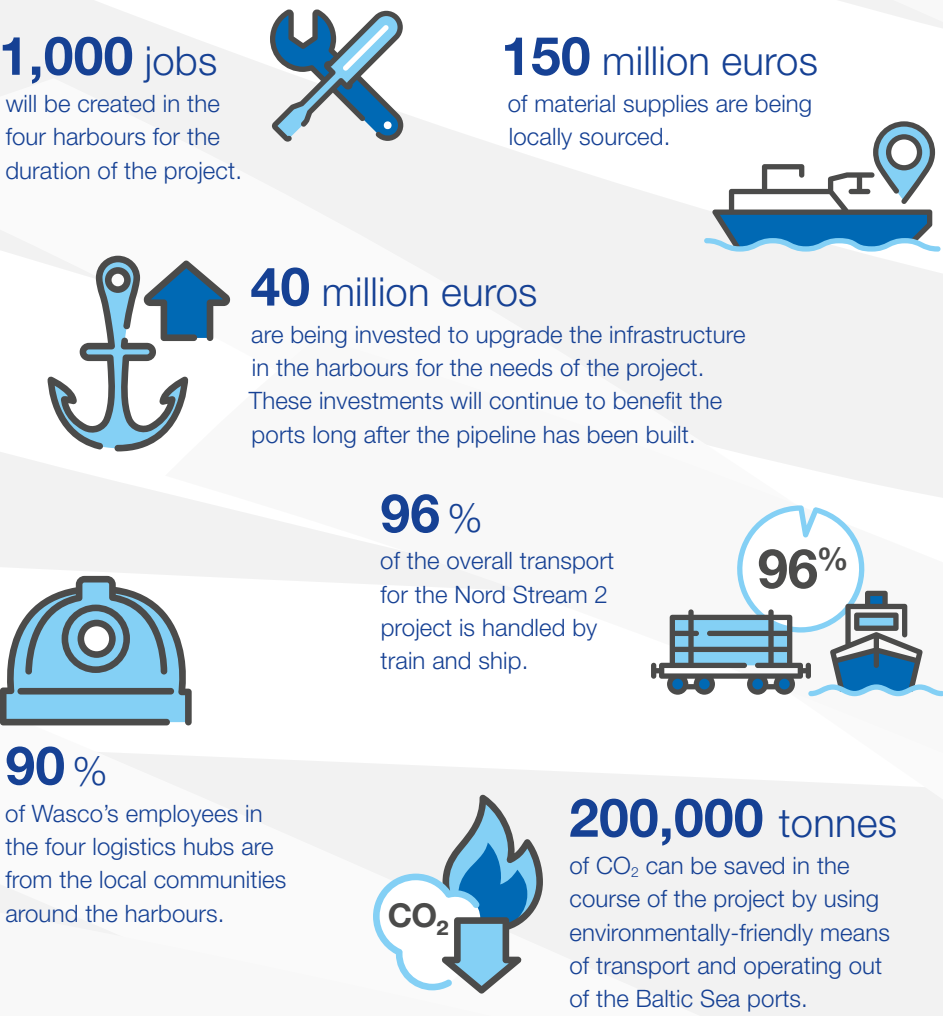 1,000 jobs
will be created in the
four harbours for the
duration of the project.
150 million euros
of material supplies are being
locally sourced.
40 million euros
are being invested to upgrade the infrastructure
in the harbours for the needs of the project.
These investments will continue to benefit the
ports long after the pipeline has been built.
96 %
of the overall transport
for the Nord Stream 2
project is handled by
train and ship.
96%
90 %
of Wasco’s employees in
the four logistics hubs are
from the local communities
around the harbours.
CO₂
200,000 tonnes
of CO₂ can be saved in the
course of the project by using
environmentally-friendly means
of transport and operating out
of the Baltic Sea ports.